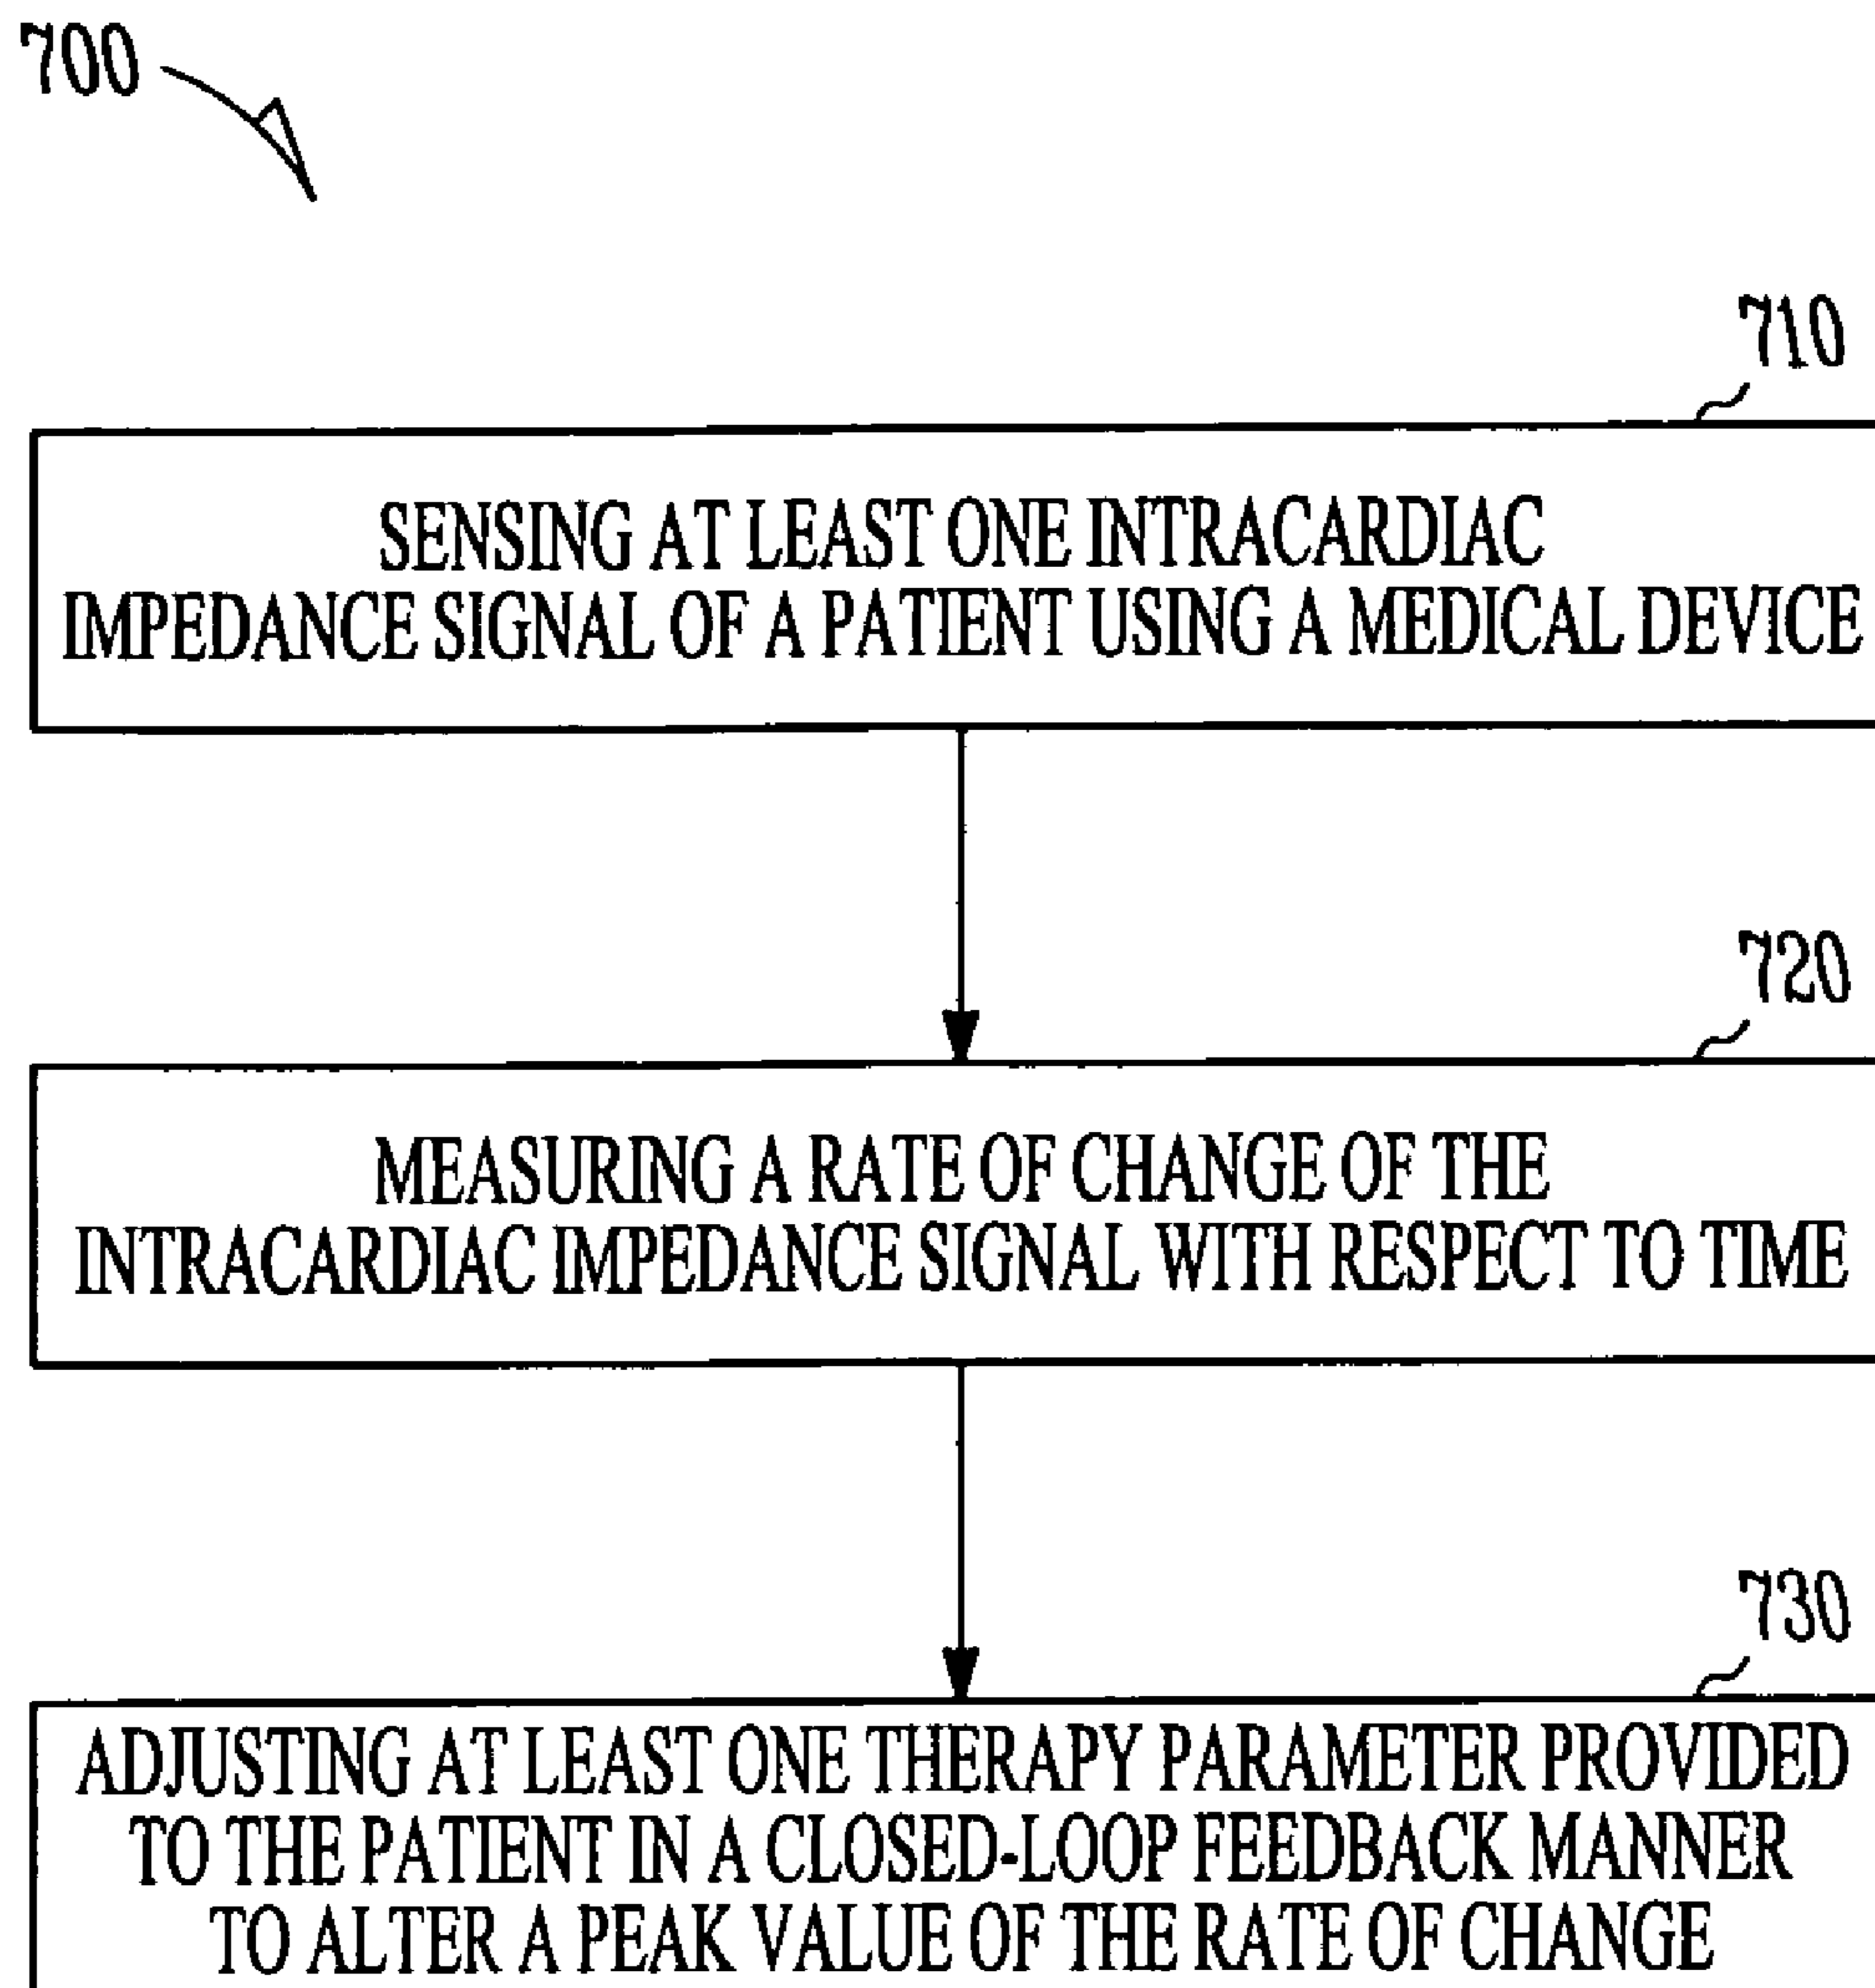 700
710
SENSING AT LEAST ONE INTRACARDIAC
IMPEDANCE SIGNAL OF A PATIENT USING A MEDICAL DEVICE
720
MEASURING A RATE OF CHANGE OF THE
INTRACARDIAC IMPEDANCE SIGNAL WITH RESPECT TO TIME
730
ADJUSTING AT LEAST ONE THERAPY PARAMETER PROVIDED
TO THE PATIENT IN A CLOSED-LOOP FEEDBACK MANNER
TO ALTER A PEAK VALUE OF THE RATE OF CHANGE